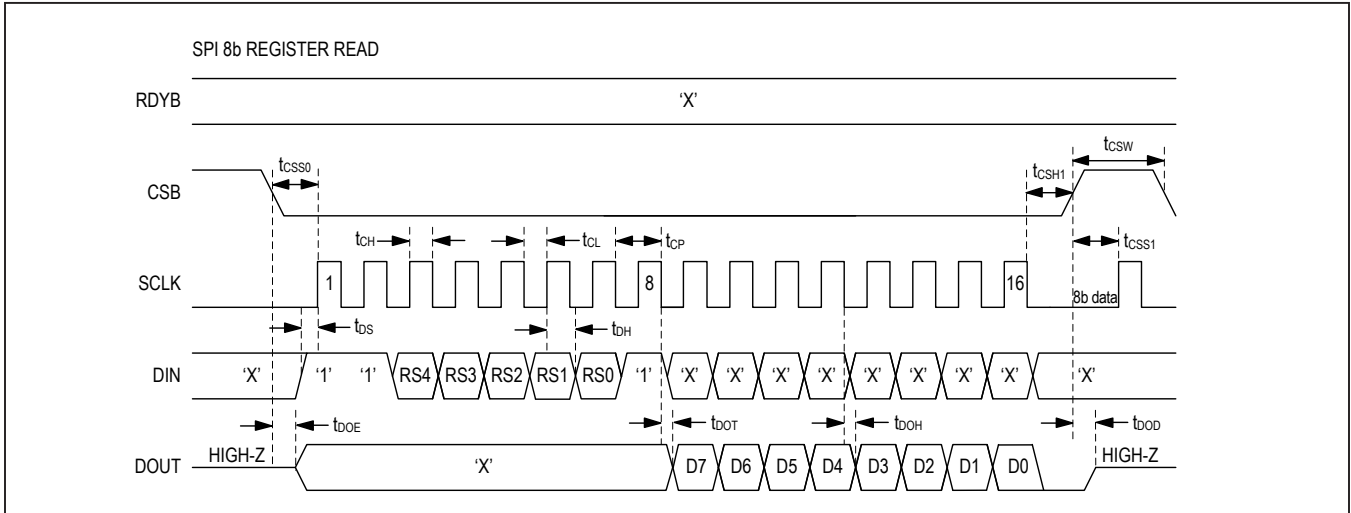 SPI 8b REGISTER READ
RDYB 'X'
tCSS0 tCSH1 tCSW
CSB
tCH tCL tCP tCSS1
SCLK 1 8 16 8b data
tDS tDH
DIN 'X' '1' '1' RS4 RS3 RS2 RS1 RS0 '1' 'X' 'X' 'X' 'X' 'X' 'X' 'X' 'X' 'X'
tDOE tDOT tDOH tDOD
DOUT HIGH-Z 'X' D7 D6 D5 D4 D3 D2 D1 D0 HIGH-Z